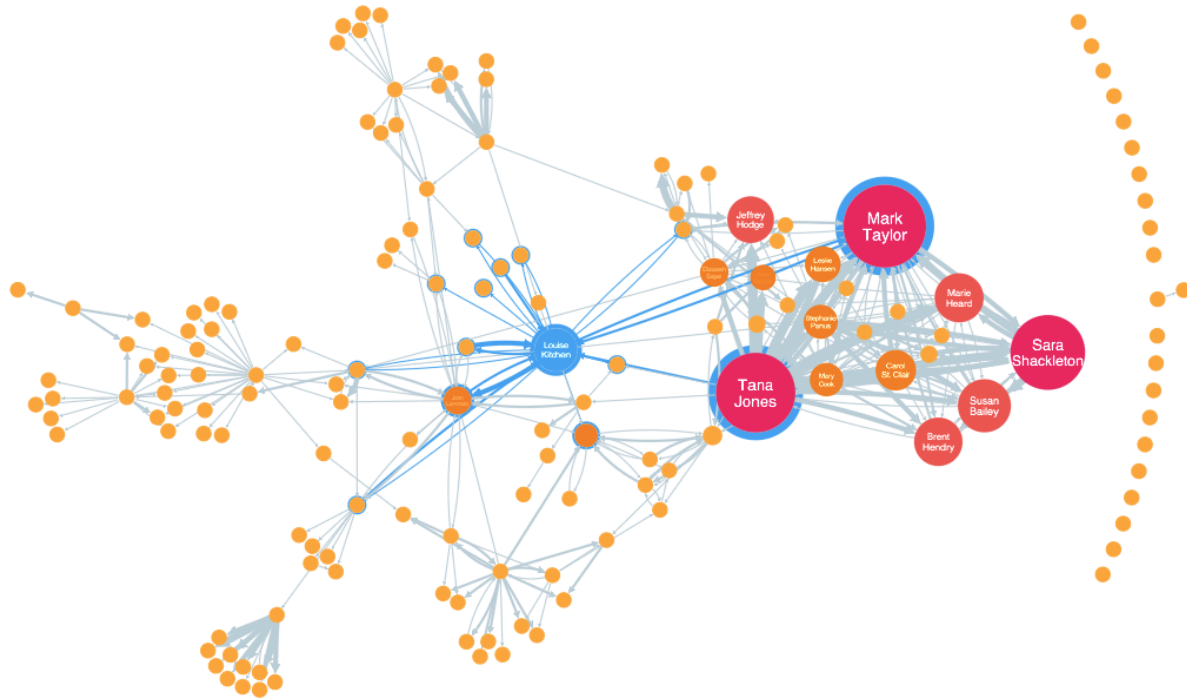 Mark
Taylor
Jeffrey
Hodge
Leslie
Hansen
Marie
Heard
Stephanie
Panus
Louise
Kitchen
Sara
Shackleton
Tana
Jones
Mary
Cook
Carol
St. Clair
Susan
Bailey
Brent
Hendry